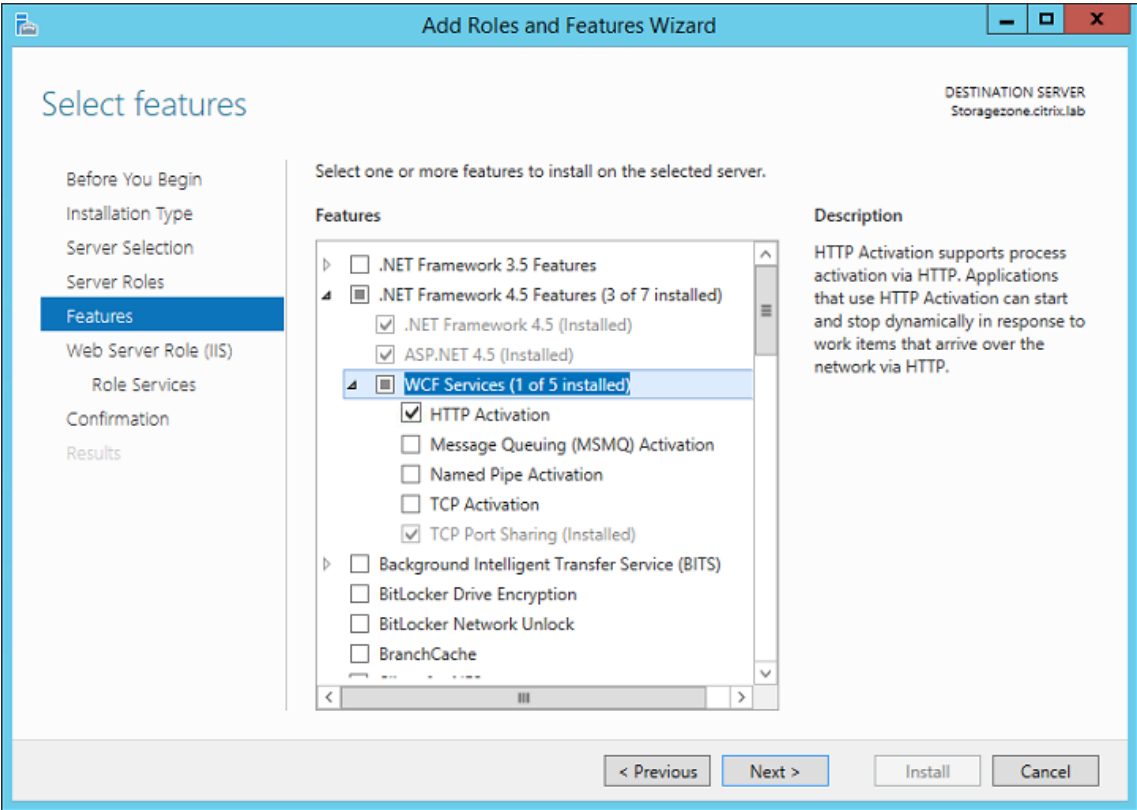 Add Roles and Features Wizard
Select features
DESTINATION SERVER
Storagezone.citrix.lab
Before You Begin
Installation Type
Server Selection
Server Roles
Features
Web Server Role (IIS)
Role Services
Confirmation
Results
Select one or more features to install on the selected server.
Features
.NET Framework 3.5 Features
.NET Framework 4.5 Features (3 of 7 installed)
.NET Framework 4.5 (Installed)
ASP.NET 4.5 (Installed)
WCF Services (1 of 5 installed)
HTTP Activation
Message Queuing (MSMQ) Activation
Named Pipe Activation
TCP Activation
TCP Port Sharing (Installed)
Background Intelligent Transfer Service (BITS)
BitLocker Drive Encryption
BitLocker Network Unlock
BranchCache
Description
HTTP Activation supports process
activation via HTTP. Applications
that use HTTP Activation can start
and stop dynamically in response to
work items that arrive over the
network via HTTP.
< Previous
Next >
Install
Cancel